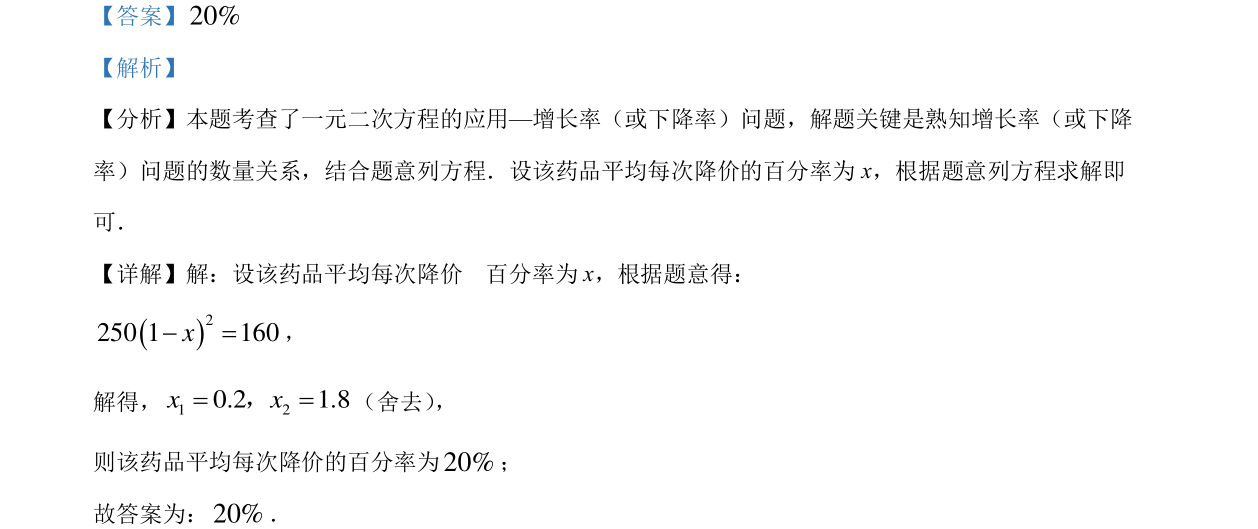 【答案】20%
【解析】
【分析】本题考查了一元二次方程的应用—增长率（或下降率）问题，解题关键是熟知增长率（或下降
率）问题的数量关系，结合题意列方程．设该药品平均每次降价的百分率为 x，根据题意列方程求解即
可．
【详解】解：设该药品平均每次降价 百分率为 x，根据题意得：
250(1−x)²=160，
解得，x₁=0.2，x₂=1.8（舍去），
则该药品平均每次降价的百分率为20%；
故答案为：20%．